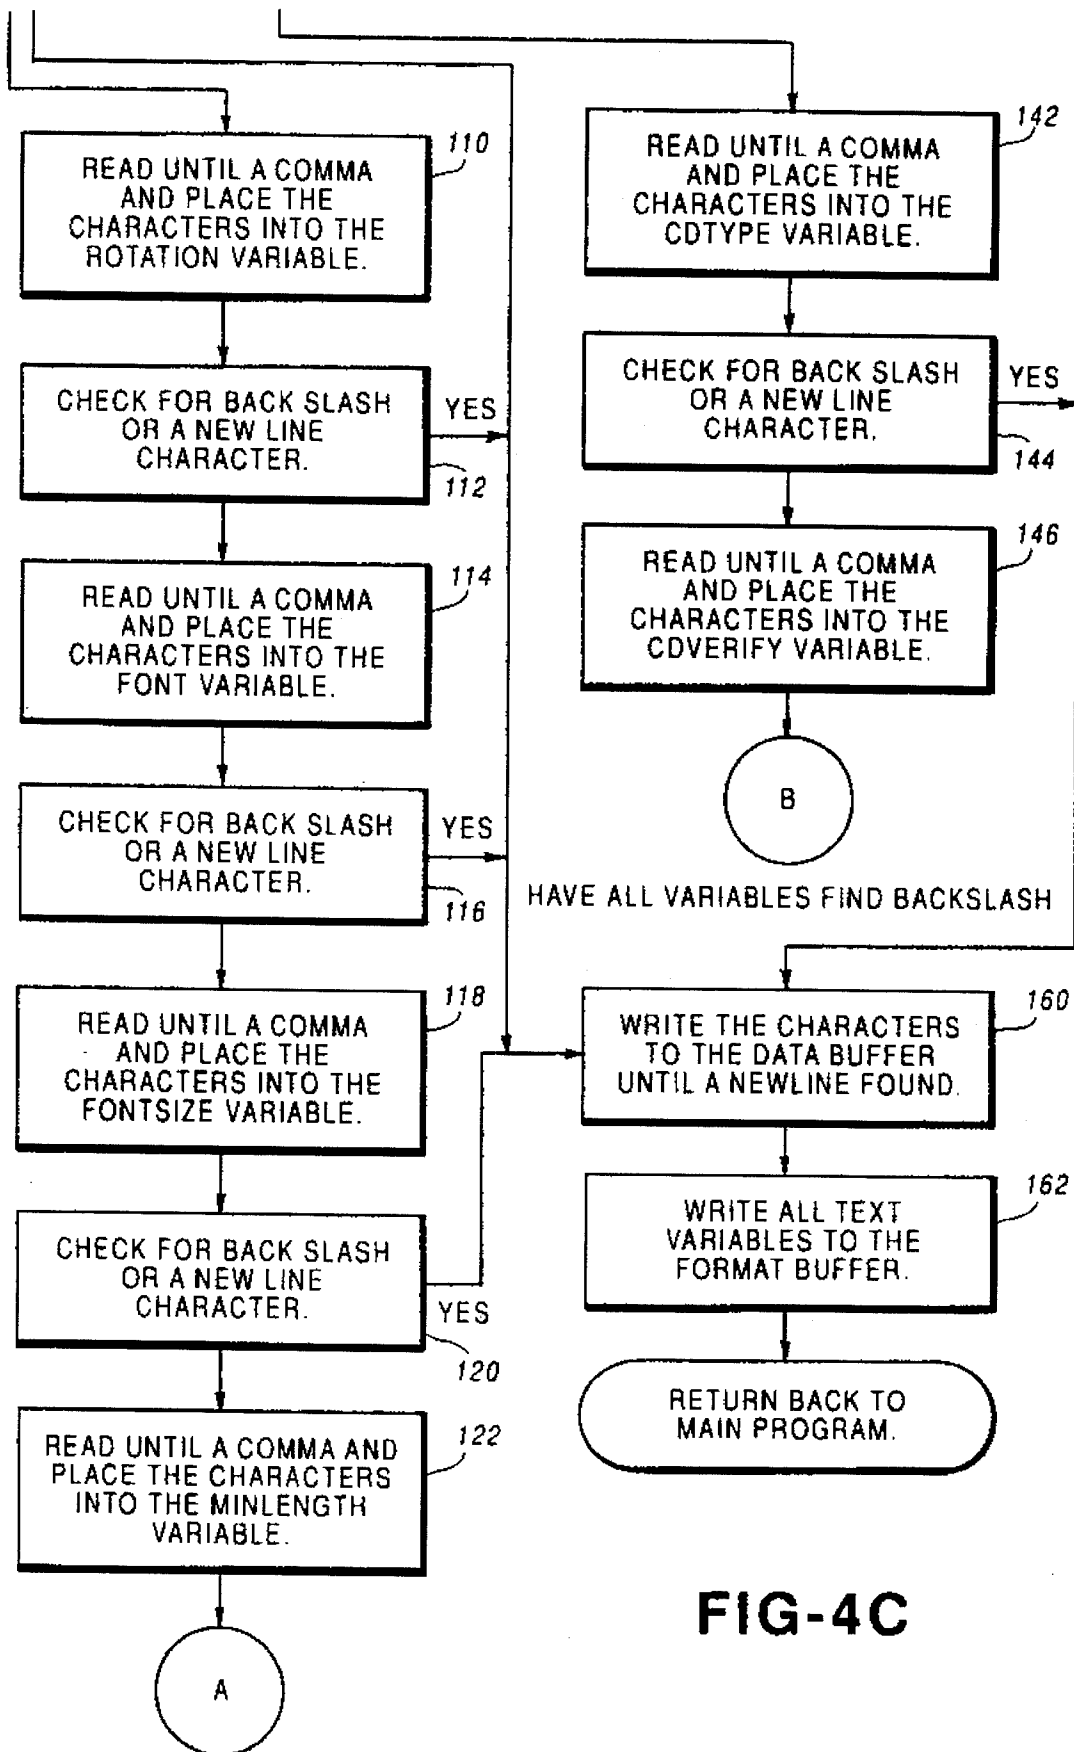 110
READ UNTIL A COMMA
AND PLACE THE
CHARACTERS INTO THE
ROTATION VARIABLE.
CHECK FOR BACK SLASH
OR A NEW LINE
CHARACTER.
YES
112
114
READ UNTIL A COMMA
AND PLACE THE
CHARACTERS INTO THE
FONT VARIABLE.
CHECK FOR BACK SLASH
OR A NEW LINE
CHARACTER.
YES
116
118
READ UNTIL A COMMA
AND PLACE THE
CHARACTERS INTO THE
FONTSIZE VARIABLE.
CHECK FOR BACK SLASH
OR A NEW LINE
CHARACTER.
YES
120
122
READ UNTIL A COMMA AND
PLACE THE CHARACTERS
INTO THE MINLENGTH
VARIABLE.
A
142
READ UNTIL A COMMA
AND PLACE THE
CHARACTERS INTO THE
CDTYPE VARIABLE.
CHECK FOR BACK SLASH
OR A NEW LINE
CHARACTER.
YES
144
146
READ UNTIL A COMMA
AND PLACE THE
CHARACTERS INTO THE
CDVERIFY VARIABLE.
B
HAVE ALL VARIABLES FIND BACKSLASH
160
WRITE THE CHARACTERS
TO THE DATA BUFFER
UNTIL A NEWLINE FOUND.
162
WRITE ALL TEXT
VARIABLES TO THE
FORMAT BUFFER.
RETURN BACK TO
MAIN PROGRAM.
FIG-4C